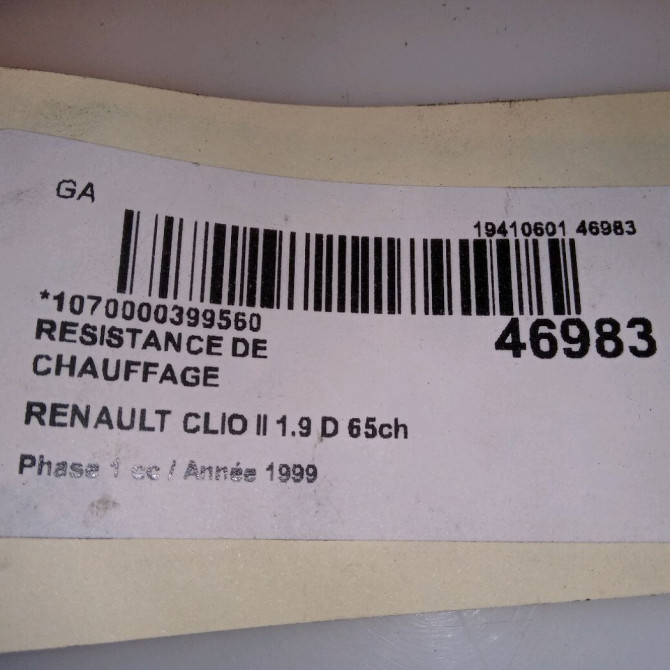 GA
19410601 46983
*1070000399560
46983
RESISTANCE DE
CHAUFFAGE
RENAULT CLIO II 1.9 D 65ch
Phase 1 cc / Année 1999